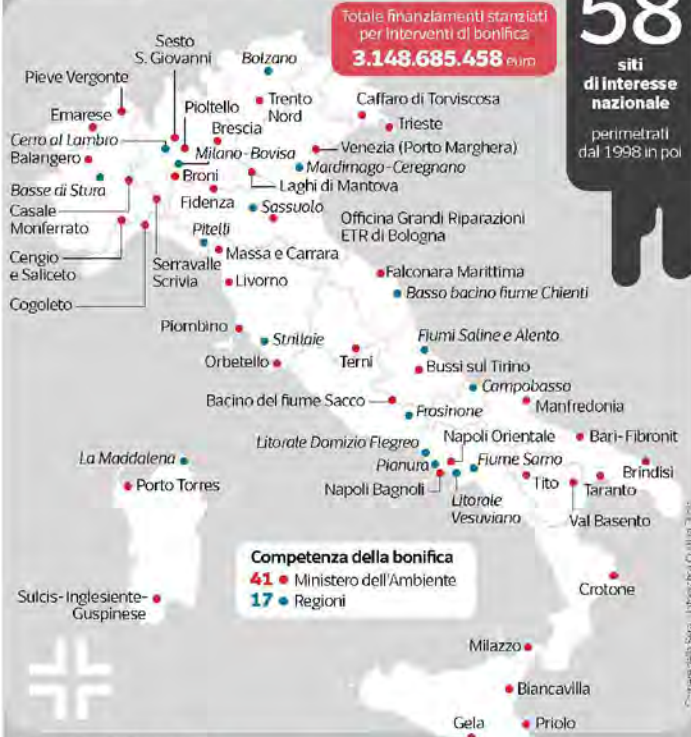 Totale finanziamenti stanziati
per interventi di bonifica
3.148.685.458 euro
58
siti
di interesse
nazionale
perimetrati
dal 1998 in poi
Sesto
S. Giovanni
Bolzano
Pieve Vergonte
Emarese
Pioltello
Trento
Nord
Caffaro di Torviscosa
Trieste
Brescia
Cerro al Lambro
Milano-Bovisa
Venezia (Porto Marghera)
Balangero
Mardimago-Ceregnano
Broni
Laghi di Mantova
Basse di Stura
Fidenza
Sassuolo
Casale
Monferrato
Officina Grandi Riparazioni
ETR di Bologna
Pitelli
Cengio
e Saliceto
Serravalle
Scrivia
Massa e Carrara
Livorno
Falconara Marittima
Cogoleto
Basso bacino fiume Chienti
Piombino
Strillaie
Fiumi Saline e Alento
Orbetello
Terni
Bussi sul Tirino
Campobasso
Bacino del fiume Sacco
Manfredonia
Frosinone
Litorale Domizio Flegreo
Napoli Orientale
Bari-Fibronit
La Maddalena
Pianura
Fiume Sarno
Brindisi
Porto Torres
Napoli Bagnoli
Tito
Taranto
Litorale
Vesuviano
Val Basento
Competenza della bonifica
41 Ministero dell'Ambiente
17 Regioni
Crotone
Sulcis-Inglesiente-
Guspinese
Milazzo
Biancavilla
Gela
Priolo